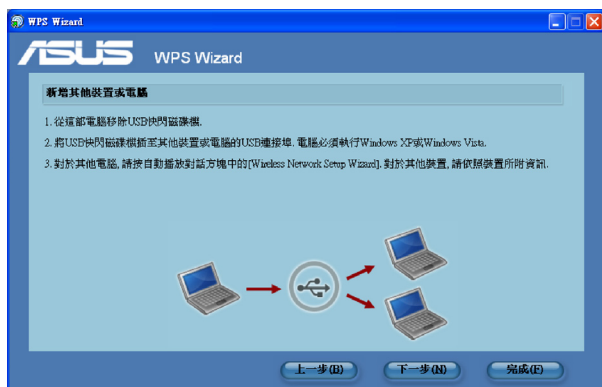 WPS Wizard
ASUS WPS Wizard
新增其他裝置或電腦
1. 從這部電腦移除USB快閃磁碟機.
2. 將USB快閃磁碟機插至其他裝置或電腦的USB連接埠. 電腦必須執行Windows XP或Windows Vista.
3. 對於其他電腦, 請按自動播放對話方塊中的[Wireless Network Setup Wizard]. 對於其他裝置, 請依照裝置所附資訊.
上一步(B)
下一步(N)
完成(F)